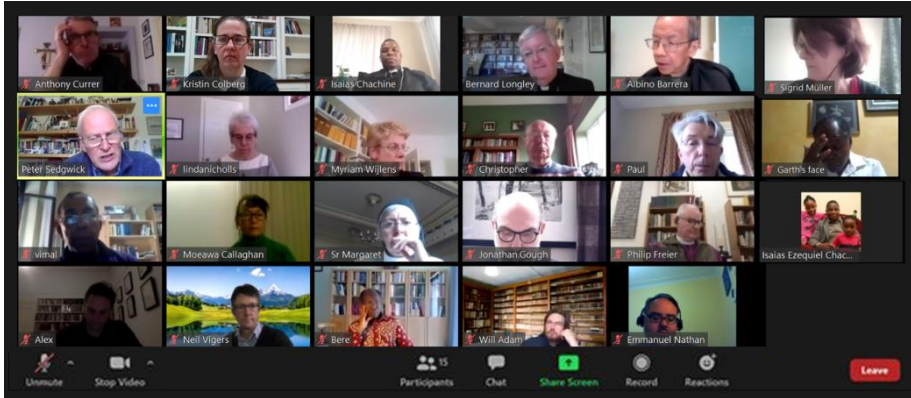 Anthony Currer
Kristin Colberg
Isaias Chachine
Bernard Longley
Albino Barrera
Sigrid Müller
Peter Sedgwick
lindanicholls
Myriam Wijlens
Christopher
Paul
Garth's face
vimal
Moeawa Callaghan
Sr Margaret
Jonathan Gough
Philip Freier
Isaias Ezequiel Chac...
Alex
Neil Vigers
Bere
Will Adam
Emmanuel Nathan
15
Unmute
Stop Video
Participants
Chat
Share Screen
Record
Reactions
Leave